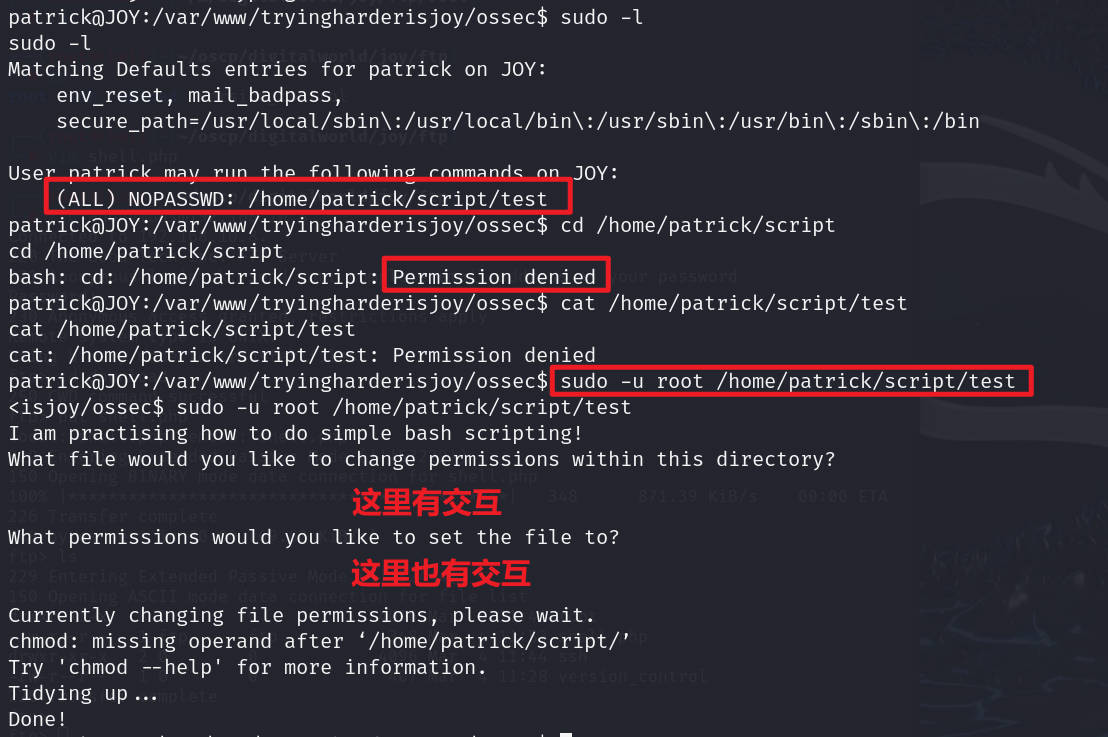 patrick@JOY:/var/www/tryingharderisjoy/ossec$ sudo -l
sudo -l
Matching Defaults entries for patrick on JOY:
    env_reset, mail_badpass,
    secure_path=/usr/local/sbin\:/usr/local/bin\:/usr/sbin\:/usr/bin\:/sbin\:/bin
User patrick may run the following commands on JOY:
    (ALL) NOPASSWD: /home/patrick/script/test
patrick@JOY:/var/www/tryingharderisjoy/ossec$ cd /home/patrick/script
cd /home/patrick/script
bash: cd: /home/patrick/script: Permission denied
patrick@JOY:/var/www/tryingharderisjoy/ossec$ cat /home/patrick/script/test
cat /home/patrick/script/test
cat: /home/patrick/script/test: Permission denied
patrick@JOY:/var/www/tryingharderisjoy/ossec$ sudo -u root /home/patrick/script/test
<isjoy/ossec$ sudo -u root /home/patrick/script/test
I am practising how to do simple bash scripting!
What file would you like to change permissions within this directory?
这里有交互
What permissions would you like to set the file to?
这里也有交互
Currently changing file permissions, please wait.
chmod: missing operand after ‘/home/patrick/script/’
Try 'chmod --help' for more information.
Tidying up...
Done!